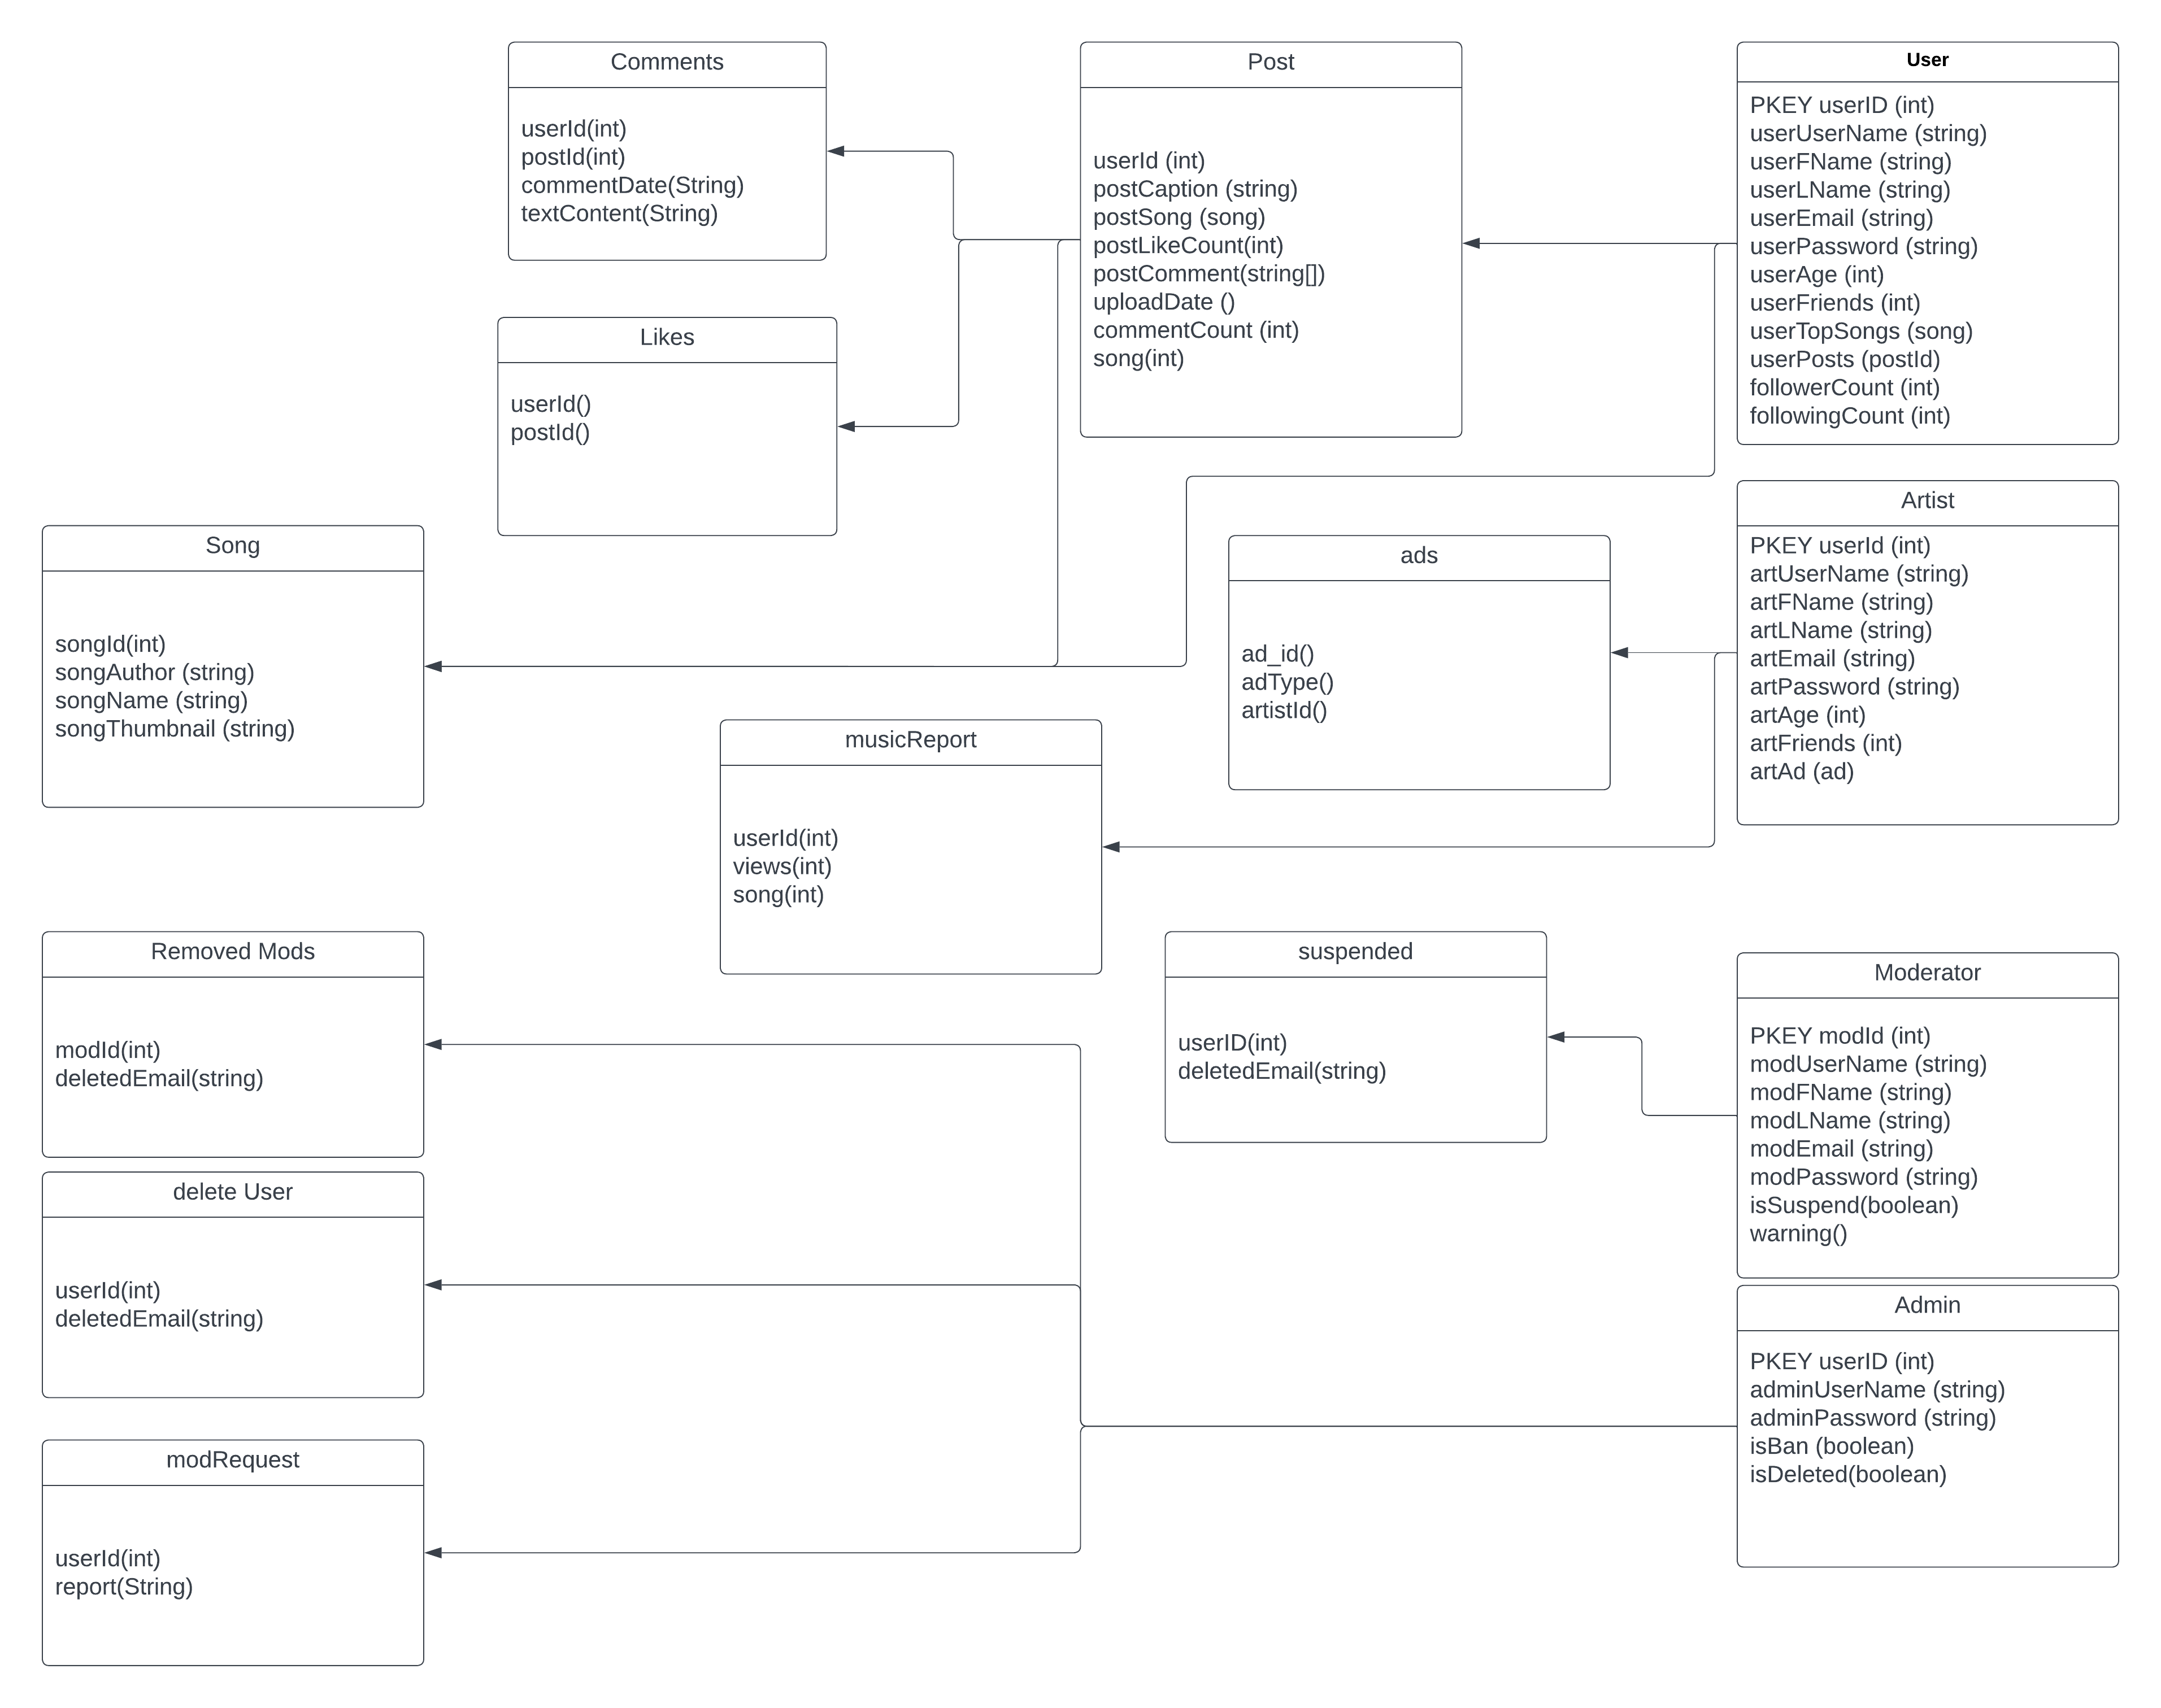 Comments
userId(int)
postId(int)
commentDate(String)
textContent(String)
Post
userId (int)
postCaption (string)
postSong (song)
postLikeCount(int)
postComment(string[])
uploadDate ()
commentCount (int)
song(int)
User
PKEY userID (int)
userUserName (string)
userFName (string)
userLName (string)
userEmail (string)
userPassword (string)
userAge (int)
userFriends (int)
userTopSongs (song)
userPosts (postId)
followerCount (int)
followingCount (int)
Likes
userId()
postId()
Song
songId(int)
songAuthor (string)
songName (string)
songThumbnail (string)
ads
ad_id()
adType()
artistId()
Artist
PKEY userId (int)
artUserName (string)
artFName (string)
artLName (string)
artEmail (string)
artPassword (string)
artAge (int)
artFriends (int)
artAd (ad)
musicReport
userId(int)
views(int)
song(int)
Removed Mods
modId(int)
deletedEmail(string)
suspended
userID(int)
deletedEmail(string)
Moderator
PKEY modId (int)
modUserName (string)
modFName (string)
modLName (string)
modEmail (string)
modPassword (string)
isSuspend(boolean)
warning()
delete User
userId(int)
deletedEmail(string)
Admin
PKEY userID (int)
adminUserName (string)
adminPassword (string)
isBan (boolean)
isDeleted(boolean)
modRequest
userId(int)
report(String)